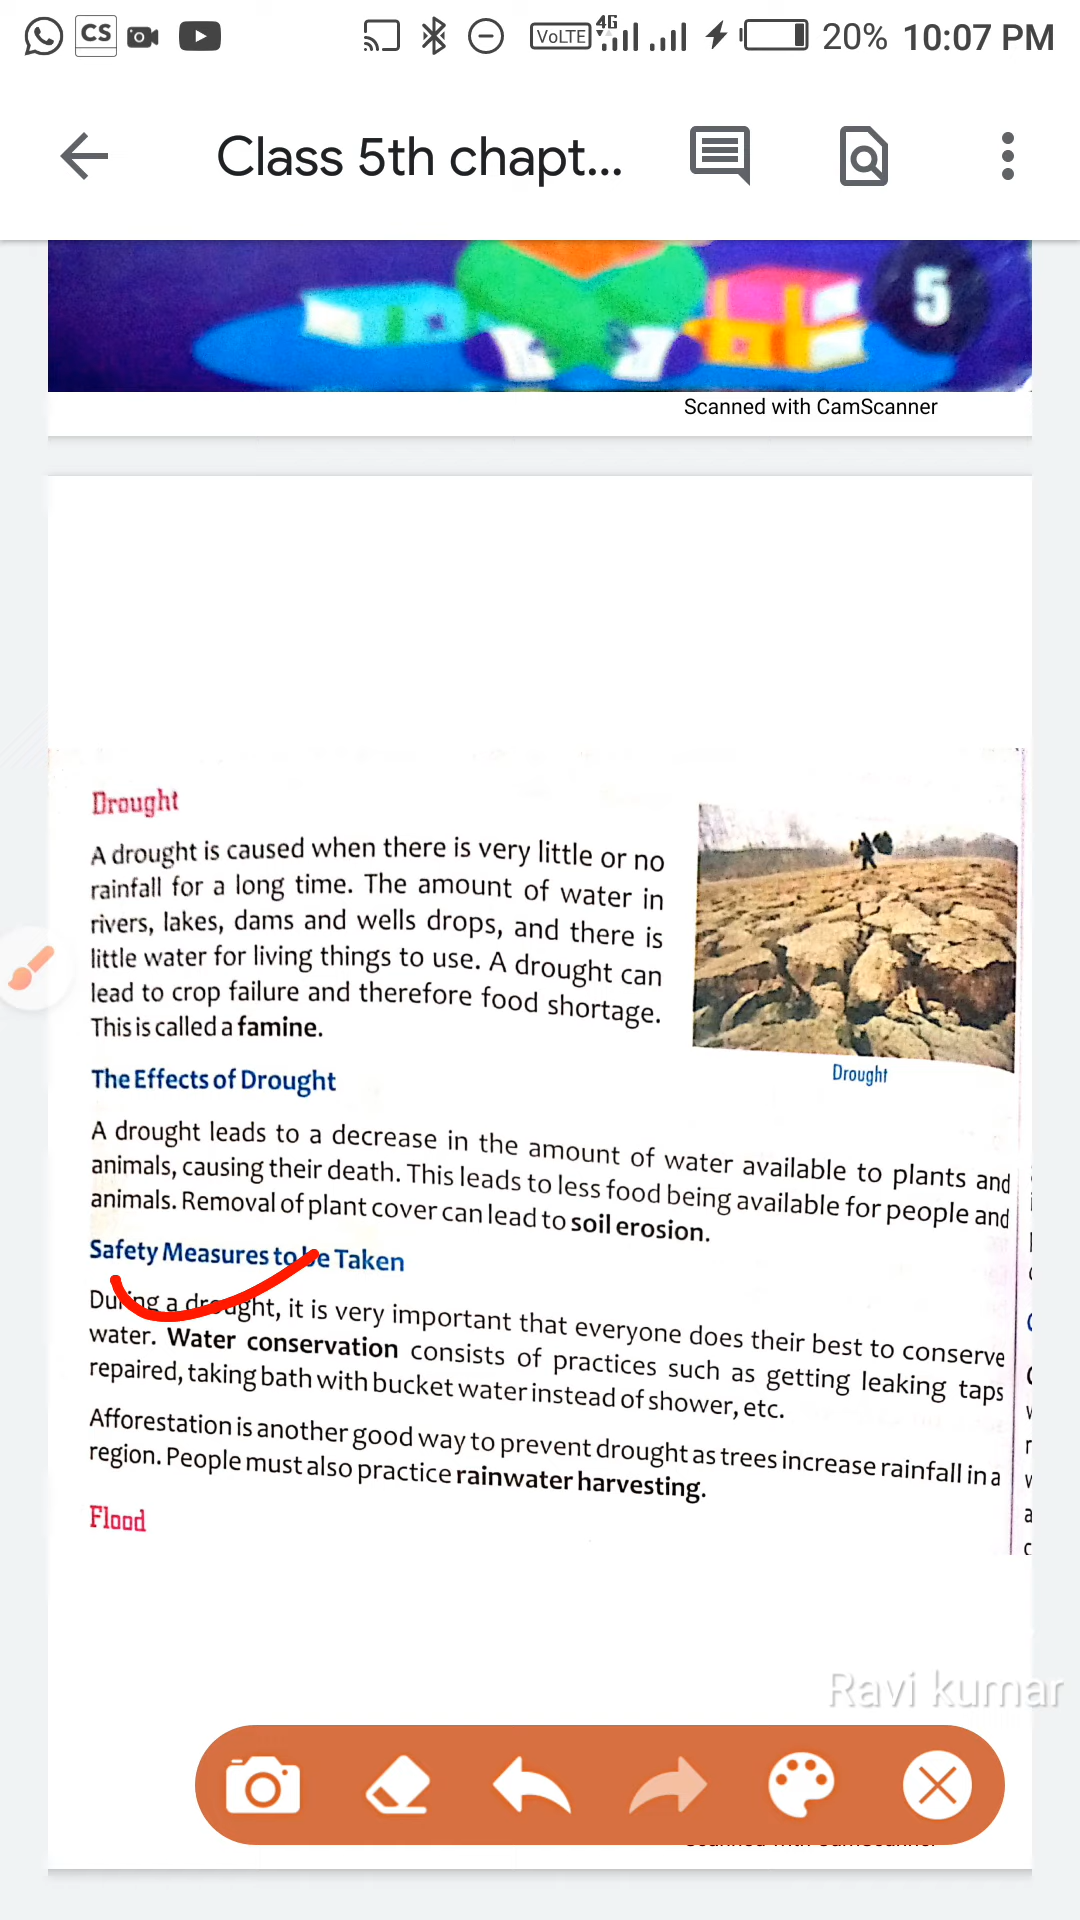 CS
VoLTE 4G 20% 10:07 PM
Class 5th chapt...
5
Scanned with CamScanner
Drought
A drought is caused when there is very little or no
rainfall for a long time. The amount of water in
rivers, lakes, dams and wells drops, and there is
little water for living things to use. A drought can
lead to crop failure and therefore food shortage.
This is called a famine.
Drought
The Effects of Drought
A drought leads to a decrease in the amount of water available to plants and
animals, causing their death. This leads to less food being available for people and
animals. Removal of plant cover can lead to soil erosion.
Safety Measures to be Taken
During a drought, it is very important that everyone does their best to conserve
water. Water conservation consists of practices such as getting leaking taps
repaired, taking bath with bucket water instead of shower, etc.
Afforestation is another good way to prevent drought as trees increase rainfall in a
region. People must also practice rainwater harvesting.
Flood
Ravi kumar